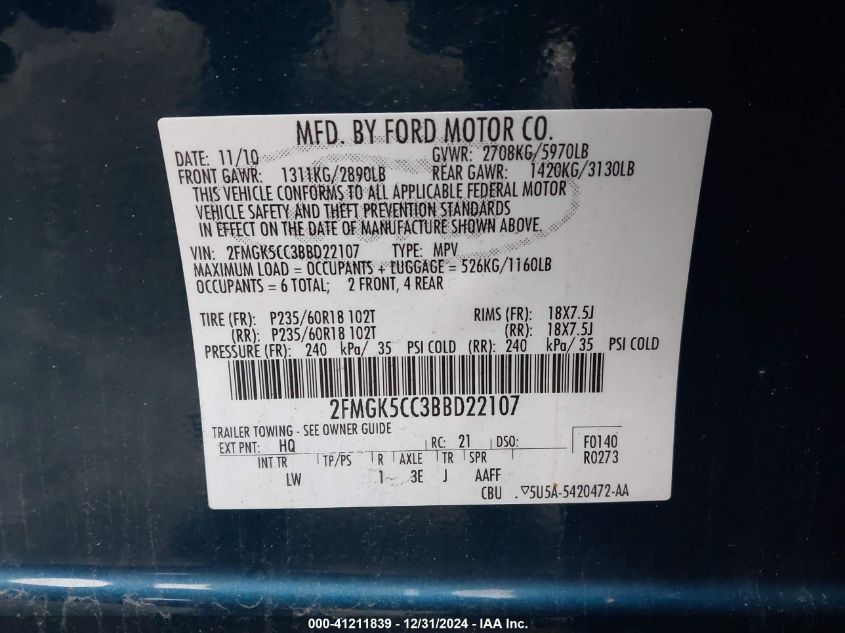 MFD. BY FORD MOTOR CO.
DATE: 11/10 GVWR: 2708KG/5970LB
FRONT GAWR: 1311KG/2890LB REAR GAWR: 1420KG/3130LB
THIS VEHICLE CONFORMS TO ALL APPLICABLE FEDERAL MOTOR
VEHICLE SAFETY AND THEFT PREVENTION STANDARDS
IN EFFECT ON THE DATE OF MANUFACTURE SHOWN ABOVE.
VIN: 2FMGK5CC3BBD22107 TYPE: MPV
MAXIMUM LOAD = OCCUPANTS + LUGGAGE = 526KG/1160LB
OCCUPANTS = 6 TOTAL; 2 FRONT, 4 REAR
TIRE (FR): P235/60R18 102T RIMS (FR): 18X7.5J
(RR): P235/60R18 102T (RR): 18X7.5J
PRESSURE (FR): 240 kPa/ 35 PSI COLD (RR): 240 kPa/ 35 PSI COLD
2FMGK5CC3BBD22107
TRAILER TOWING - SEE OWNER GUIDE
EXT PNT: HQ RC: 21 DSO: F0140
R0273
INT TR TP/PS R AXLE TR SPR
LW 1 3E J AAFF
CBU . ▽5U5A-5420472-AA
000-41211839 - 12/31/2024 - IAA Inc.